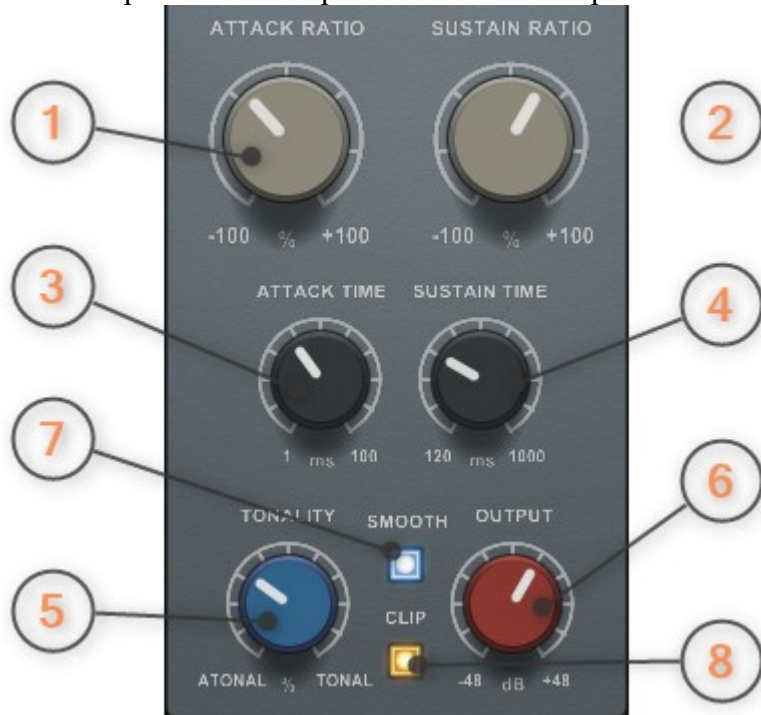 ATTACK RATIO SUSTAIN RATIO
1 2
-100 % +100 -100 % +100
3 ATTACK TIME SUSTAIN TIME 4
1 ms 100 120 ms 1000
7 TONALITY SMOOTH OUTPUT 6
5 CLIP
ATONAL % TONAL -48 dB +48 8